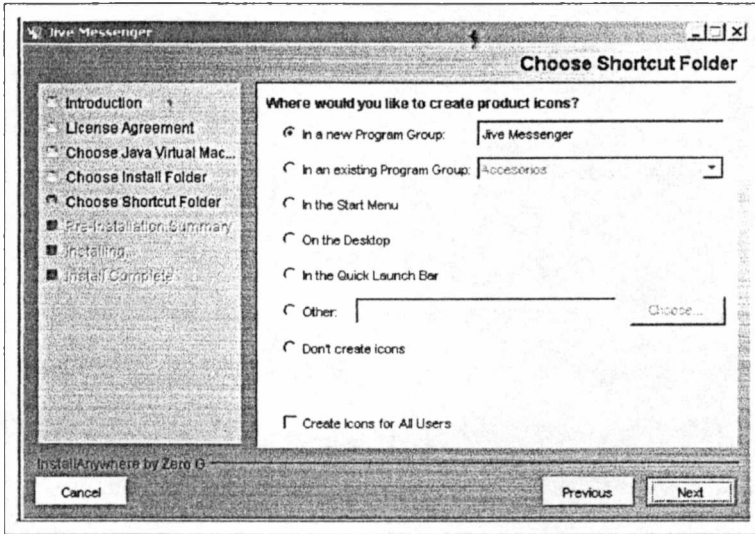 Jive Messenger
Choose Shortcut Folder
Introduction
License Agreement
Choose Java Virtual Mac...
Choose Install Folder
Choose Shortcut Folder
Pre-Installation Summary
Installing...
Install Complete
Where would you like to create product icons?
In a new Program Group: Jive Messenger
In an existing Program Group: Accesorios
In the Start Menu
On the Desktop
In the Quick Launch Bar
Other: Choose...
Don't create icons
Create Icons for All Users
InstallAnywhere by Zero G
Cancel Previous Next